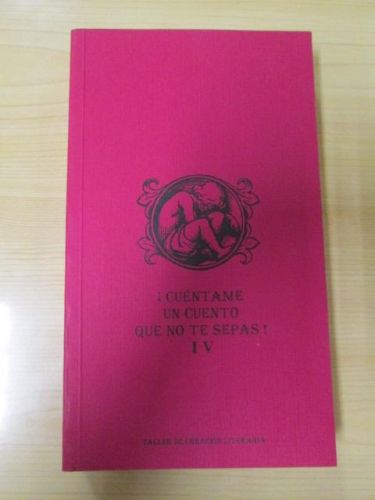 ¡CUÉNTAME
UN CUENTO
QUE NO TE SEPAS!
IV
TALLER DE CREACIÓN LITERARIA